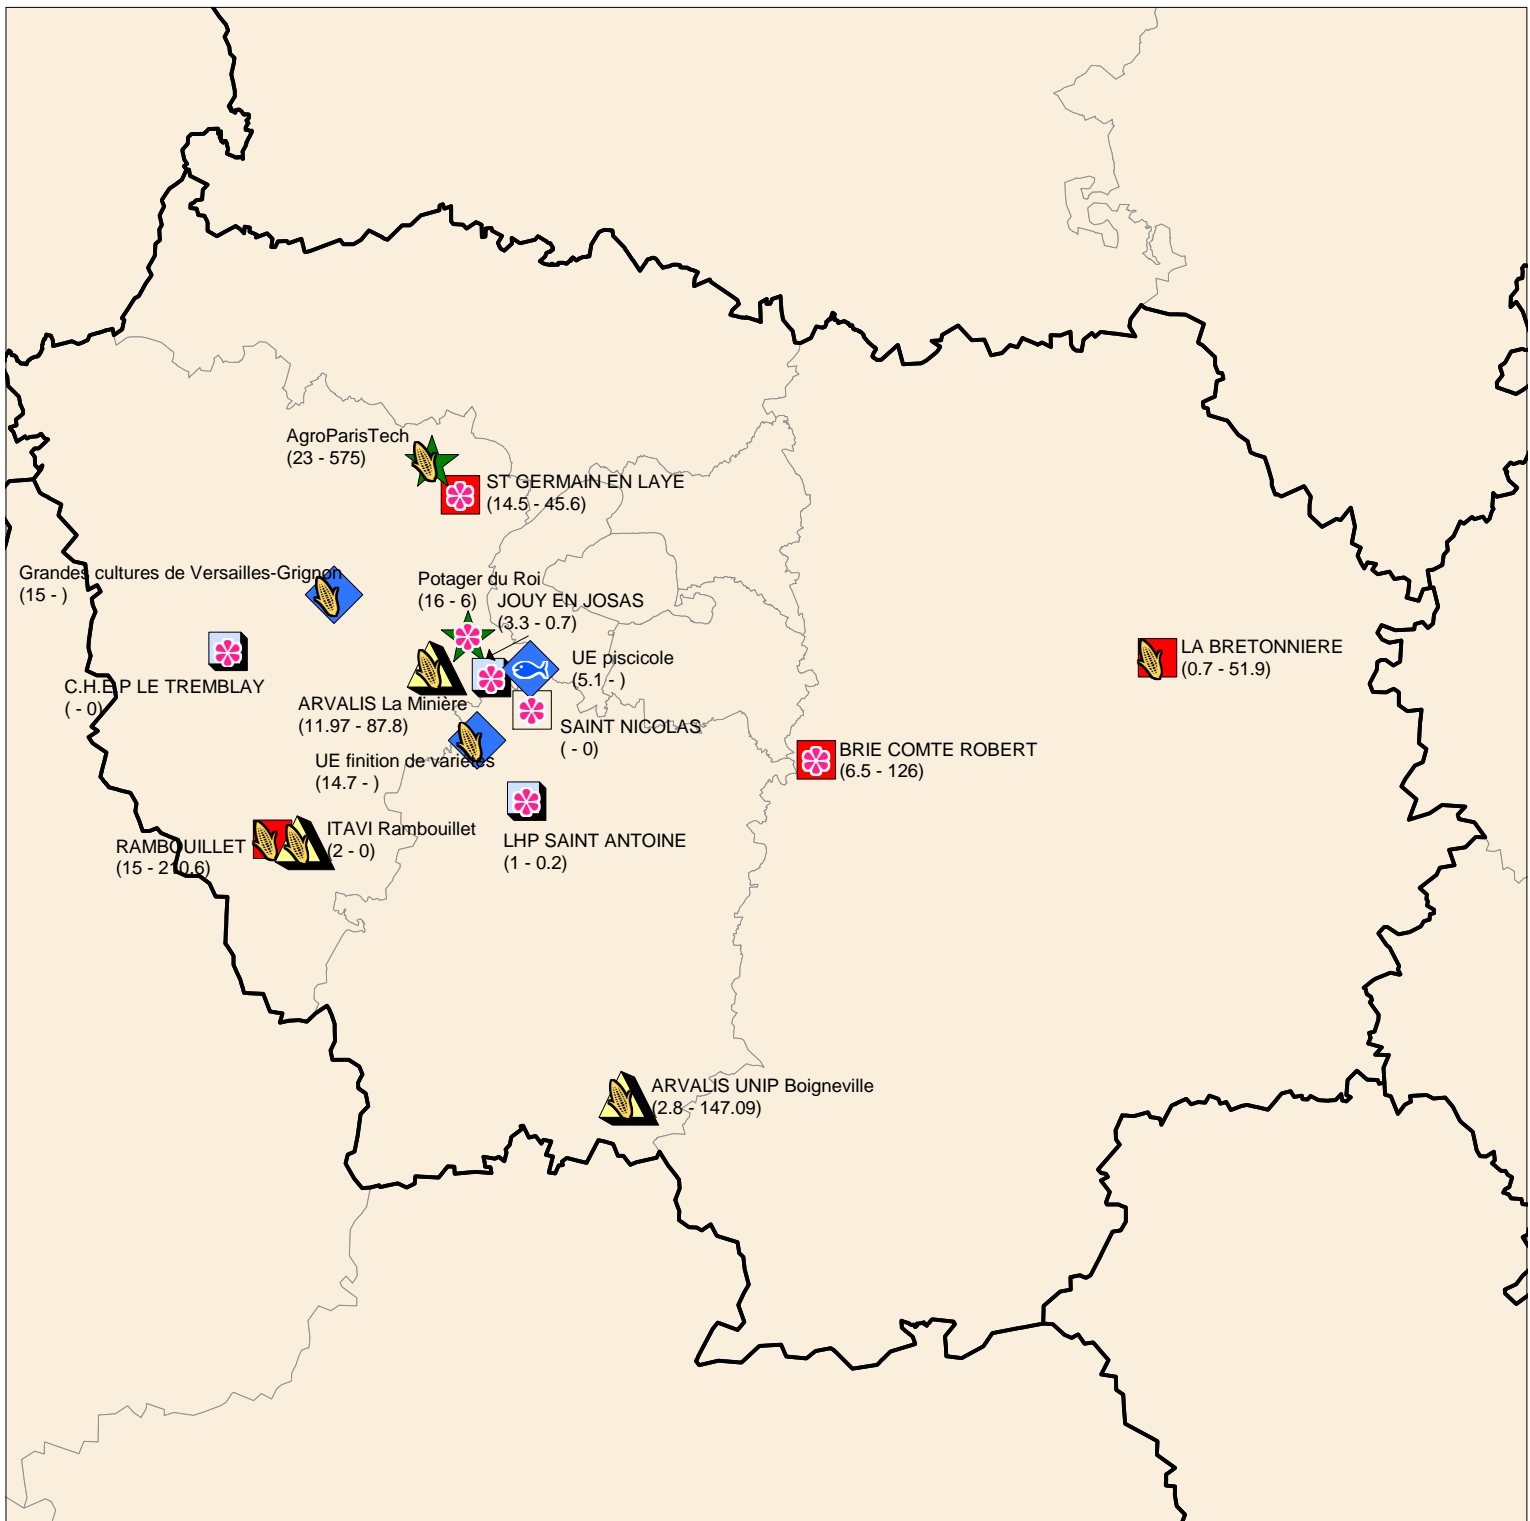 AgroParisTech
(23 - 575)
ST GERMAIN EN LAYE
(14.5 - 45.6)
Grandes cultures de Versailles-Grignon
(15 - )
Potager du Roi
(16 - 6)
JOUY EN JOSAS
(3.3 - 0.7)
C.H.E.P LE TREMBLAY
( - 0)
UE piscicole
(5.1 - )
LA BRETONNIERE
(0.7 - 51.9)
ARVALIS La Minière
(11.97 - 87.8)
SAINT NICOLAS
( - 0)
BRIE COMTE ROBERT
(6.5 - 126)
UE finition de variétés
(14.7 - )
RAMBOUILLET
(15 - 210.6)
ITAVI Rambouillet
(2 - 0)
LHP SAINT ANTOINE
(1 - 0.2)
ARVALIS UNIP Boigneville
(2.8 - 147.09)